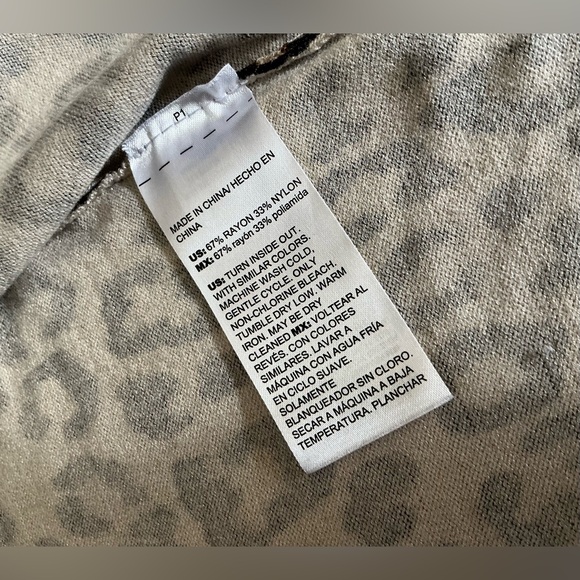 P1
MADE IN CHINA/ HECHO EN
CHINA
US: 67% RAYON 33% NYLON
MX: 67% rayón 33% poliamida
US: TURN INSIDE OUT.
WITH SIMILAR COLORS.
MACHINE WASH COLD,
GENTLE CYCLE. ONLY
NON-CHLORINE BLEACH.
TUMBLE DRY LOW. WARM
IRON. MAY BE DRY
CLEANED MX: VOLTEAR AL
REVÉS. CON COLORES
SIMILARES. LAVAR A
MÁQUINA CON AGUA FRÍA
EN CICLO SUAVE.
SOLAMENTE
BLANQUEADOR SIN CLORO.
SECAR A MÁQUINA A BAJA
TEMPERATURA. PLANCHAR